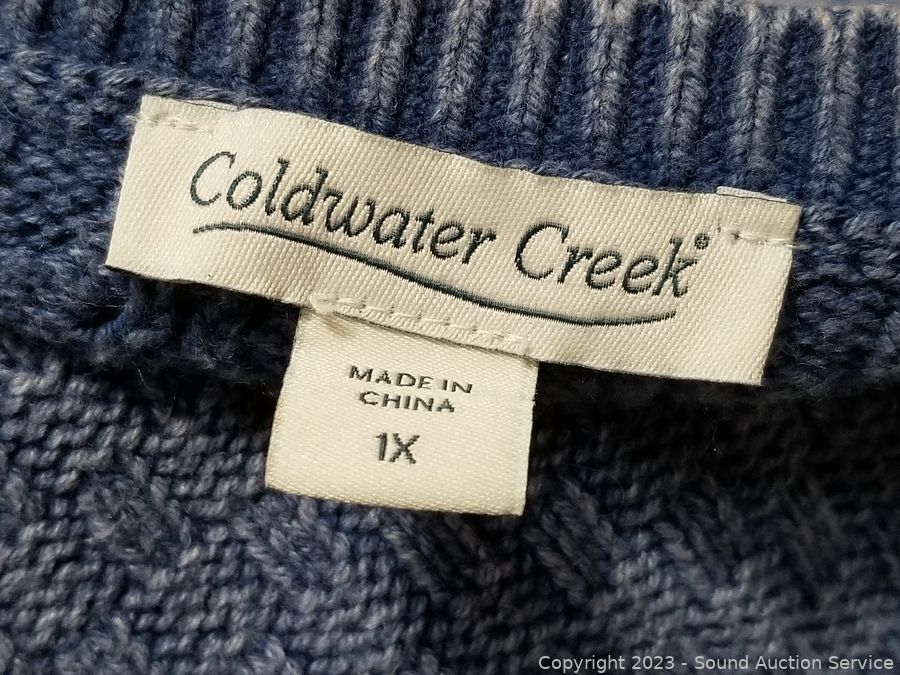 Coldwater Creek®
MADE IN
CHINA
1X
Copyright 2023 - Sound Auction Service